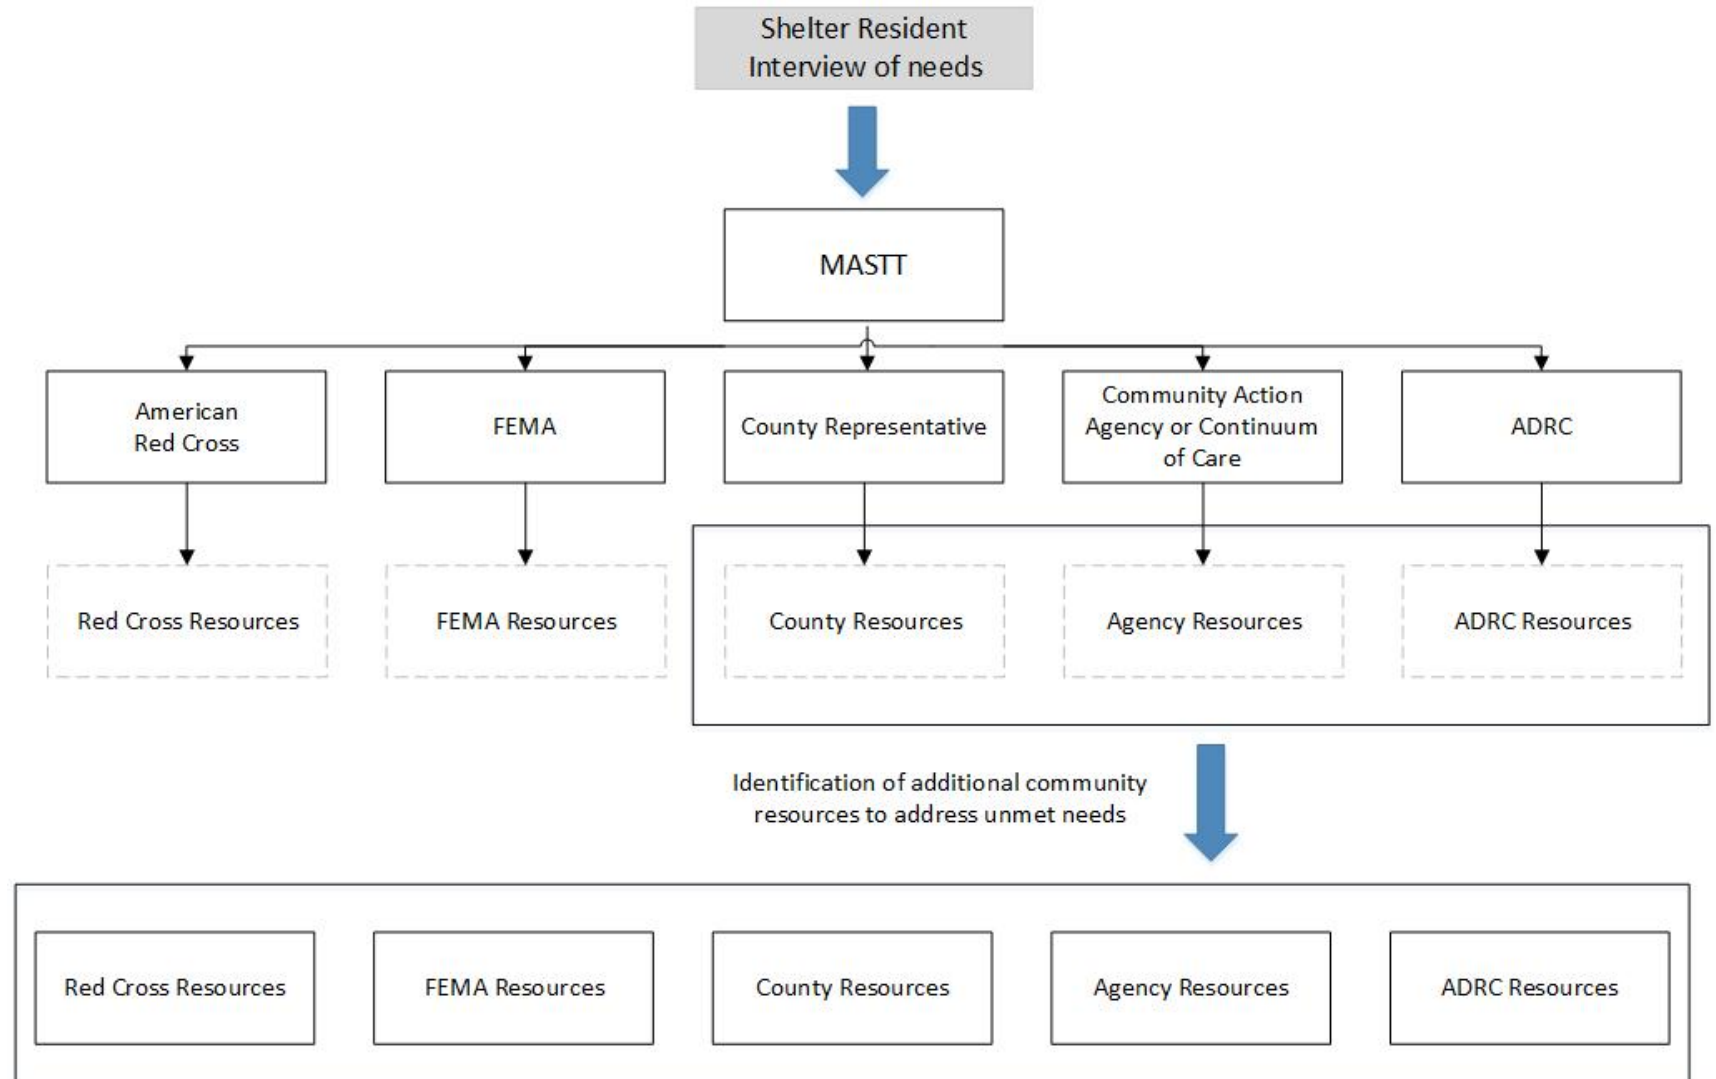 Shelter Resident
Interview of needs
MASTT
American
Red Cross
FEMA
County Representative
Community Action
Agency or Continuum
of Care
ADRC
Red Cross Resources
FEMA Resources
County Resources
Agency Resources
ADRC Resources
Identification of additional community
resources to address unmet needs
Red Cross Resources
FEMA Resources
County Resources
Agency Resources
ADRC Resources